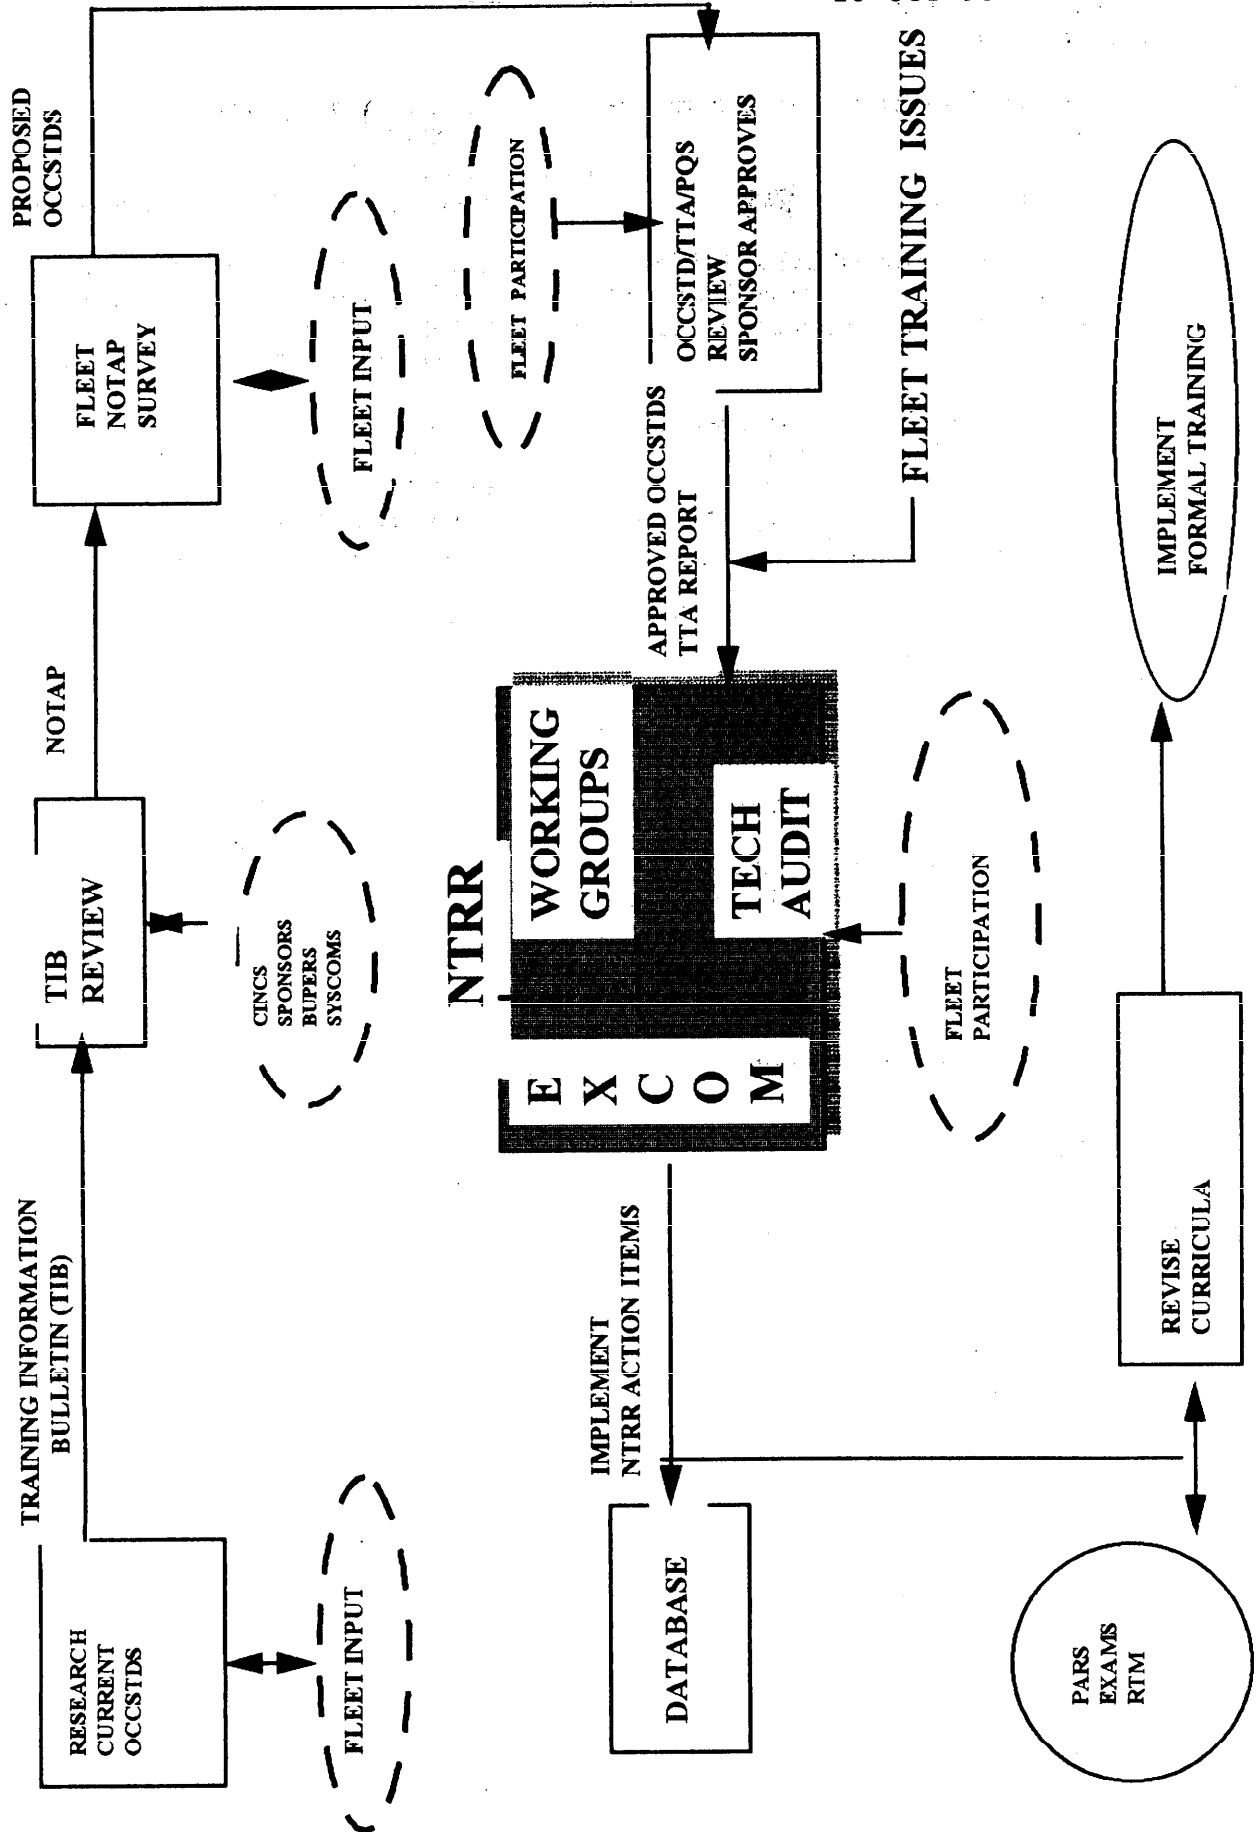 TRAINING INFORMATION
BULLETIN (TIB)
NOTAP
PROPOSED
OCCSTDS
RESEARCH
CURRENT
OCCSTDS
TIB
REVIEW
FLEET
NOTAP
SURVEY
FLEET INPUT
CINCS
SPONSORS
BUPERS
SYSCOMS
FLEET INPUT
FLEET PARTICIPATION
NTRR
E
X
C
O
M
WORKING
GROUPS
TECH
AUDIT
IMPLEMENT
NTRR ACTION ITEMS
APPROVED OCCSTDS
TTA REPORT
OCCSTD/TTA/PQS
REVIEW
SPONSOR APPROVES
DATABASE
FLEET TRAINING ISSUES
FLEET
PARTICIPATION
PARS
EXAMS
RTM
REVISE
CURRICULA
IMPLEMENT
FORMAL TRAINING